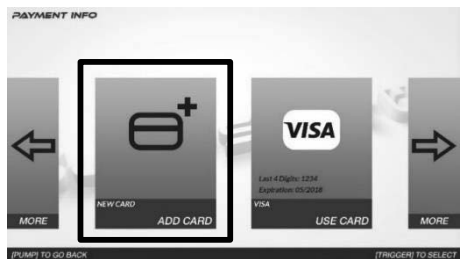 PAYMENT INFO
VISA
Last 4 Digits: 1234
Expiration: 05/2018
NEW CARD
VISA
MORE
ADD CARD
USE CARD
MORE
[PUMP] TO GO BACK
[TRIGGER] TO SELECT